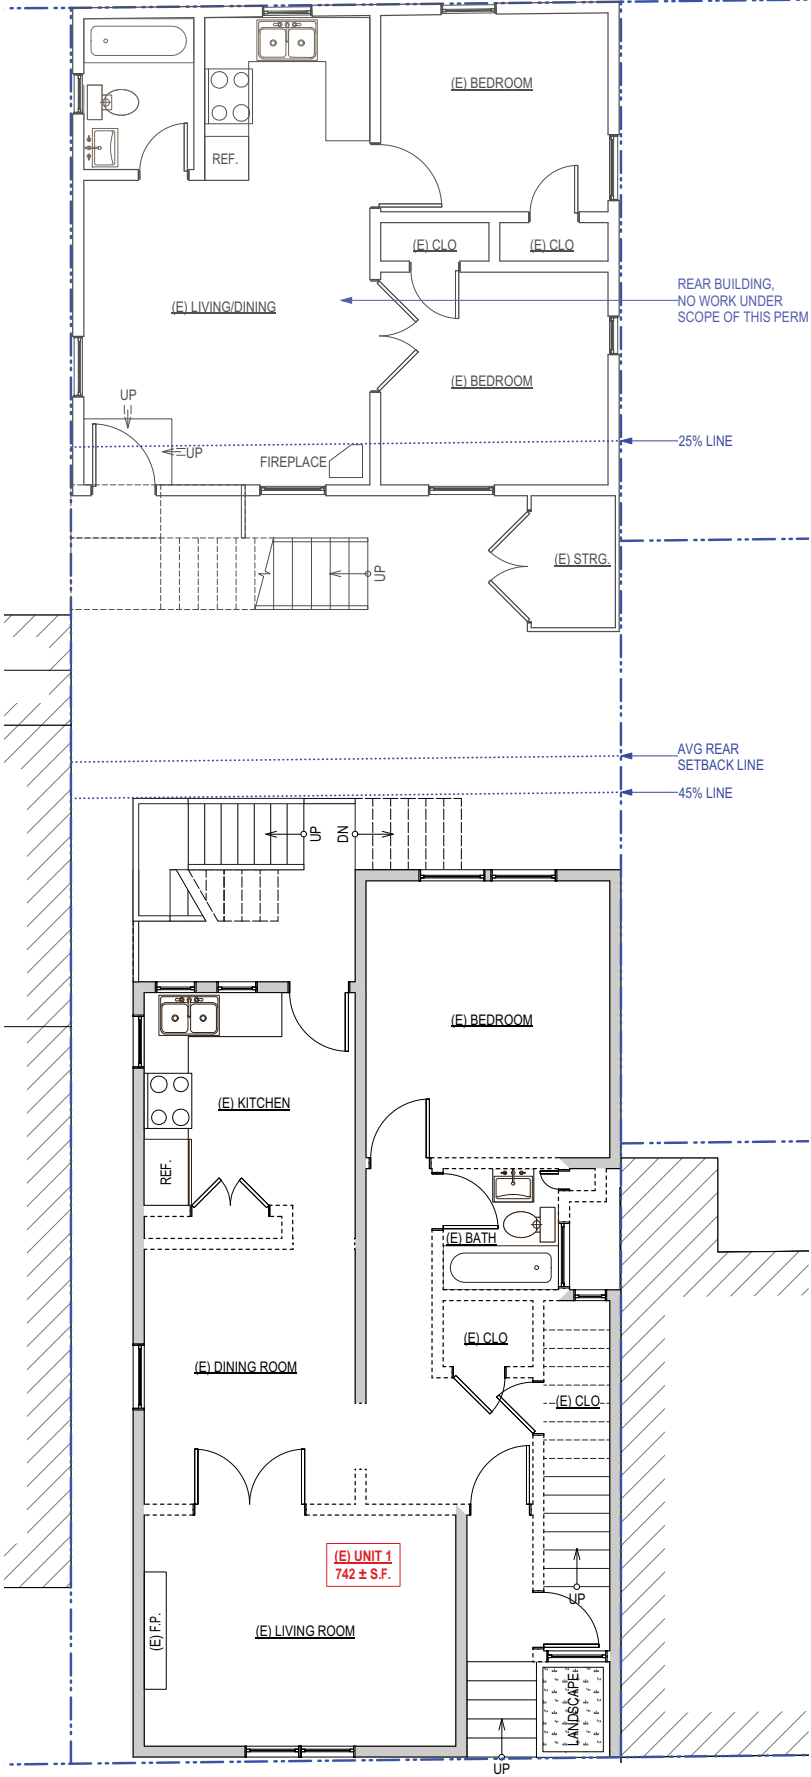 (E) BEDROOM
REF.
(E) CLO
(E) CLO
REAR BUILDING,
NO WORK UNDER
SCOPE OF THIS PERM
(E) LIVING/DINING
(E) BEDROOM
UP
UP
25% LINE
FIREPLACE
(E) STRG.
UP
AVG REAR
SETBACK LINE
45% LINE
UP
DN
(E) BEDROOM
(E) KITCHEN
REF.
(E) BATH
(E) CLO
(E) DINING ROOM
(E) CLO
(E) UNIT 1
742 ± S.F.
(E) F.P.
(E) LIVING ROOM
UP
LANDSCAPE
UP